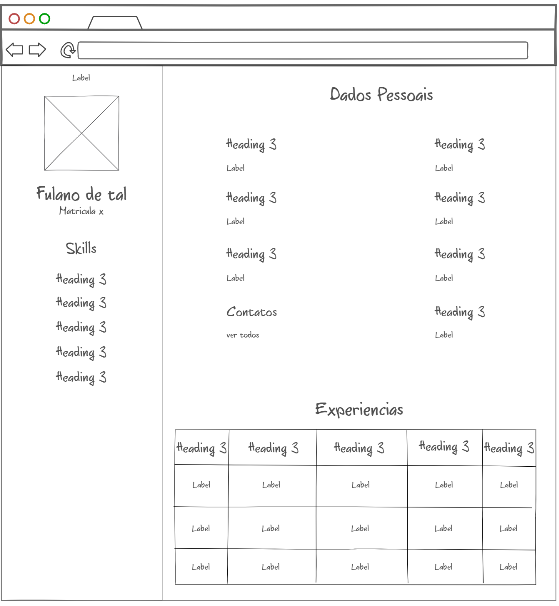 Label
Fulano de tal
Matricula x
Skills
Heading 3
Heading 3
Heading 3
Heading 3
Heading 3
Dados Pessoais
Heading 3 Heading 3
Label Label
Heading 3 Heading 3
Label Label
Heading 3 Heading 3
Label Label
Contatos Heading 3
ver todos Label
Experiencias
Heading 3 Heading 3 Heading 3 Heading 3 Heading 3
Label Label Label Label Label
Label Label Label Label Label
Label Label Label Label Label